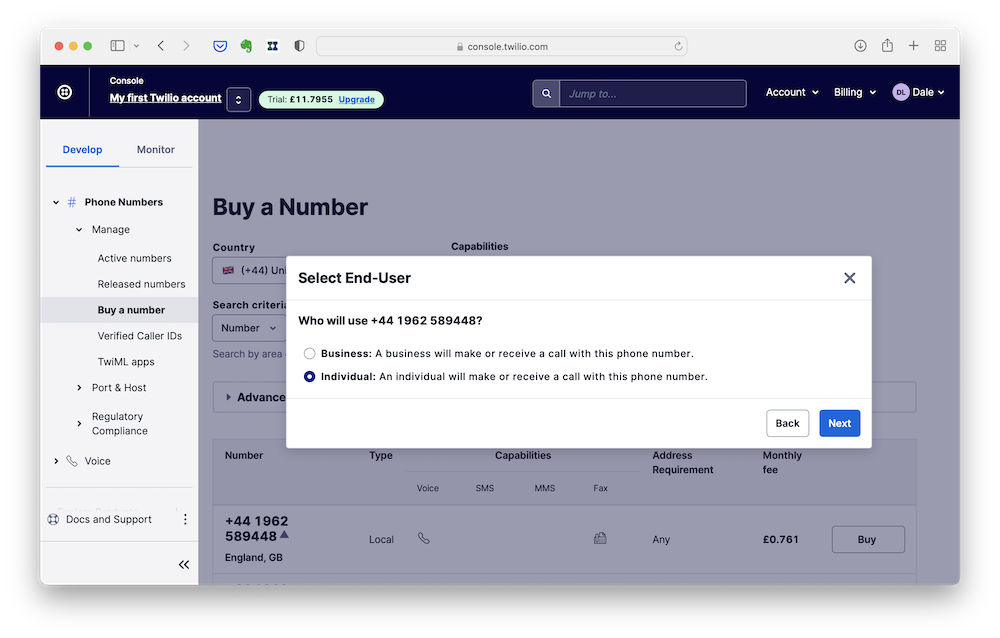 console.twilio.com
Console
My first Twilio account
Trial: £11.7955 Upgrade
Jump to...
Account
Billing
DL Dale
Develop
Monitor
# Phone Numbers
Manage
Active numbers
Released numbers
Buy a number
Verified Caller IDs
TwiML apps
Port & Host
Regulatory
Compliance
Voice
Docs and Support
Buy a Number
Country
Capabilities
(+44) Uni
Search criteria
Number
Search by area
Advance
Select End-User
Who will use +44 1962 589448?
Business: A business will make or receive a call with this phone number.
Individual: An individual will make or receive a call with this phone number.
Back
Next
Number
Type
Capabilities
Address
Requirement
Monthly
fee
Voice
SMS
MMS
Fax
+44 1962
589448
England, GB
Local
Any
£0.761
Buy